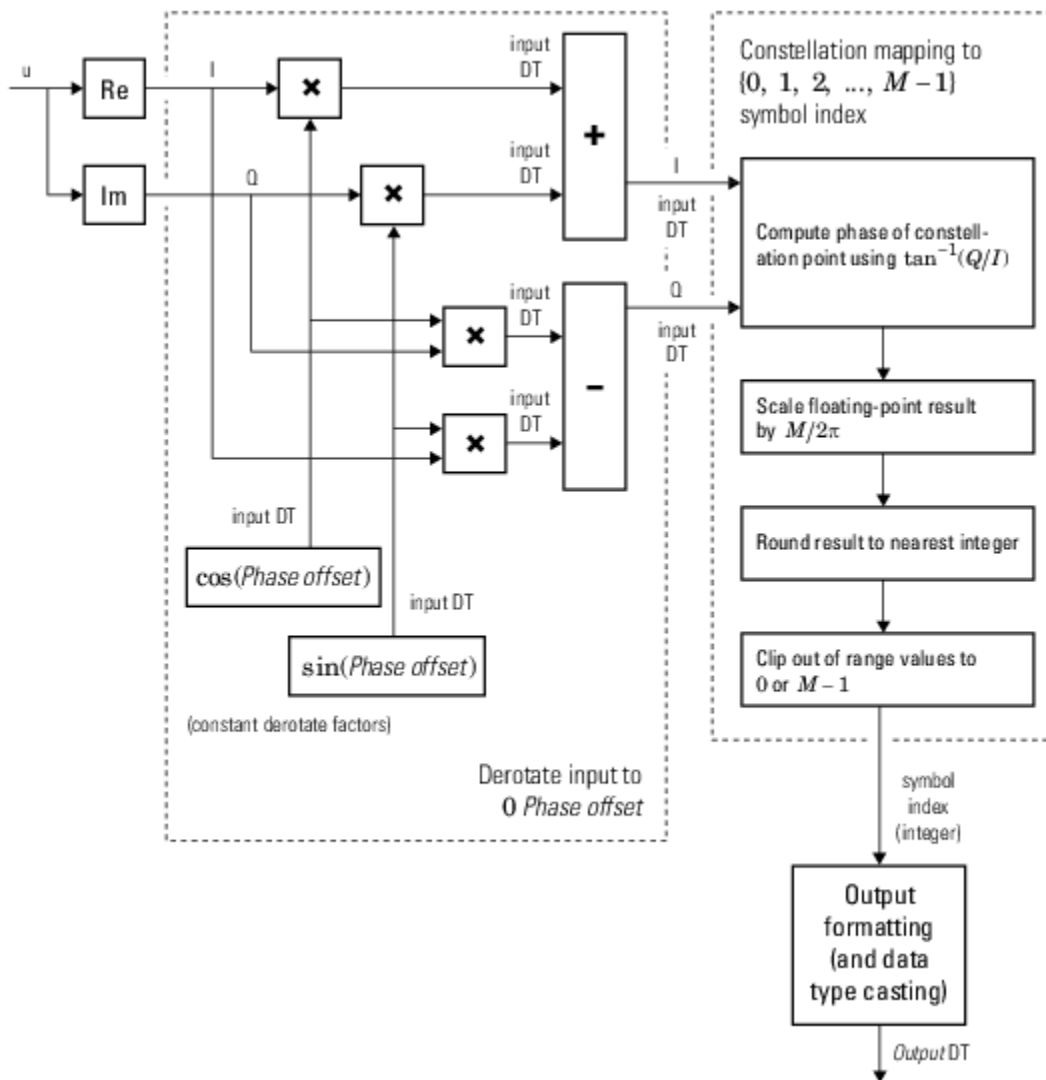 u
Re
I
×
input
DT
+
Im
Q
×
input
DT
×
input
DT
−
×
input
DT
input DT
cos(Phase offset)
input DT
sin(Phase offset)
(constant derotate factors)
Derotate input to
0 Phase offset
I
input
DT
Q
input
DT
Constellation mapping to
{0, 1, 2, ..., M – 1}
symbol index
Compute phase of constell-
ation point using tan⁻¹(Q/I)
Scale floating-point result
by M/2π
Round result to nearest integer
Clip out of range values to
0 or M – 1
symbol
index
(integer)
Output
formatting
(and data
type casting)
Output DT